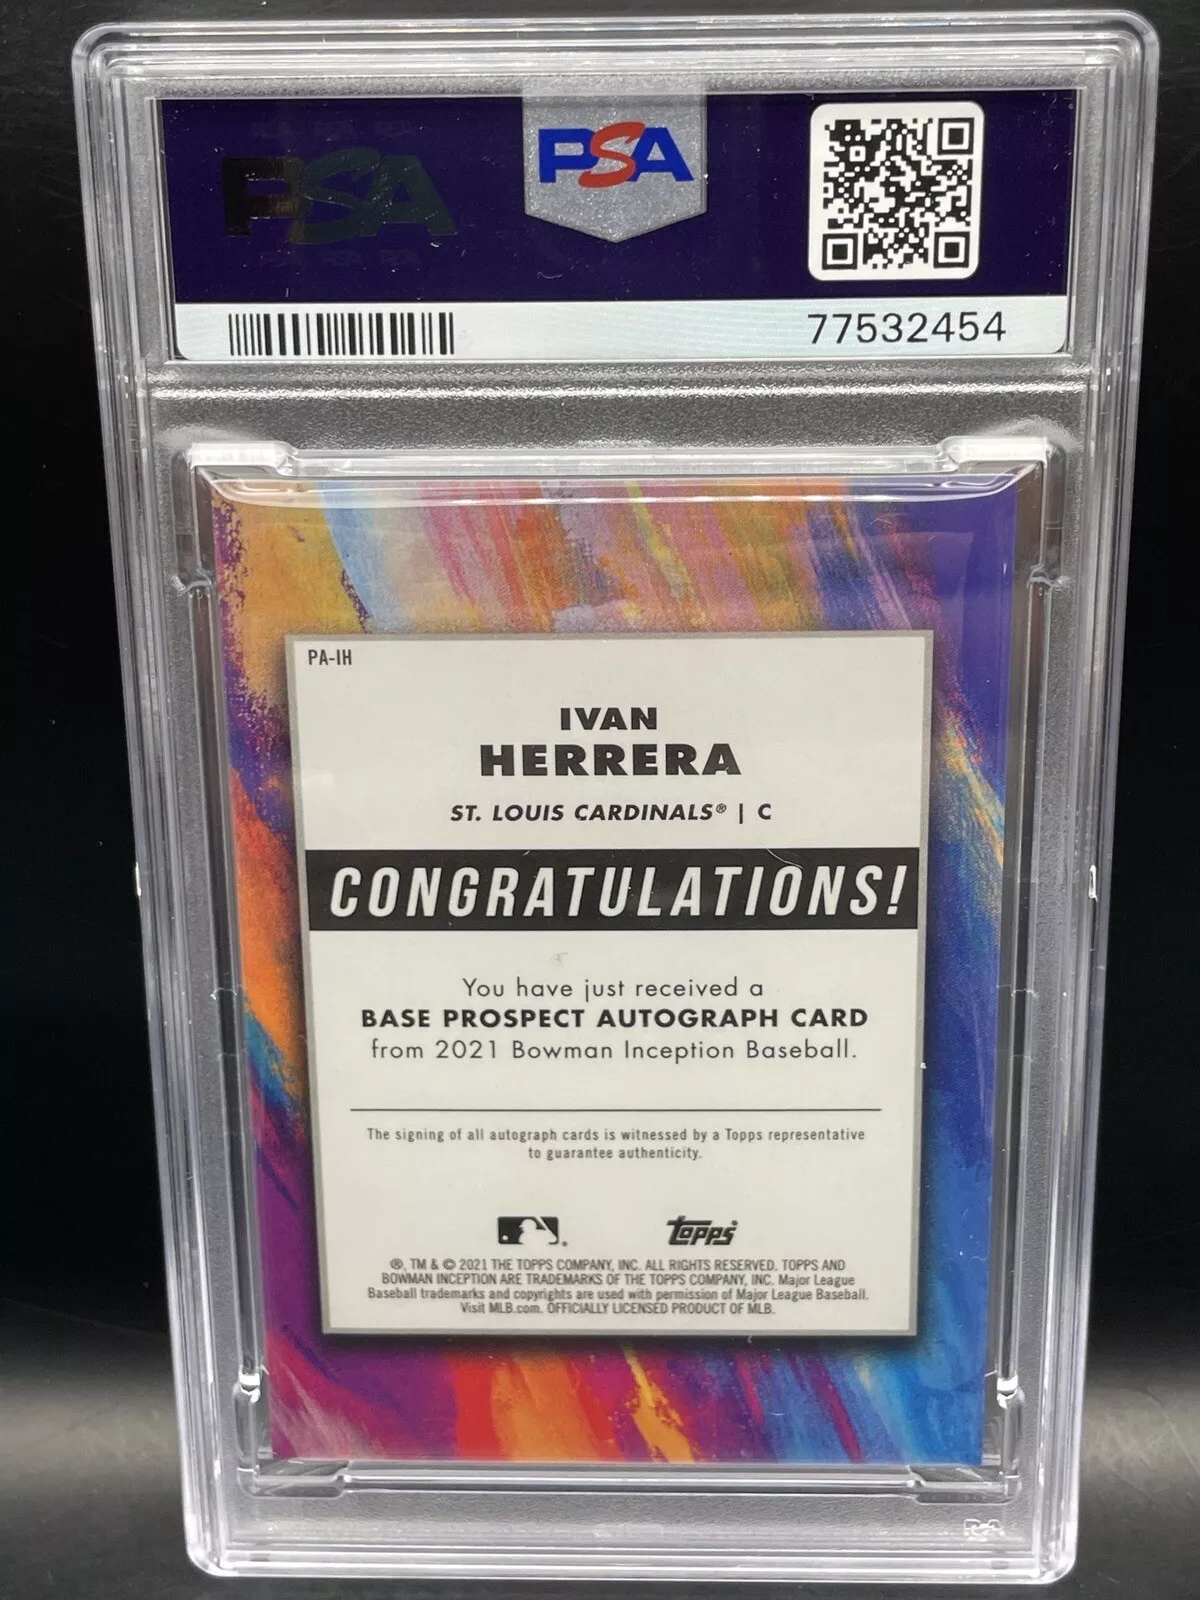 PSA
PSA
77532454
PA-IH
IVAN
HERRERA
ST. LOUIS CARDINALS® | C
CONGRATULATIONS!
You have just received a
BASE PROSPECT AUTOGRAPH CARD
from 2021 Bowman Inception Baseball.
The signing of all autograph cards is witnessed by a Topps representative
to guarantee authenticity.
Topps
®, TM & © 2021 THE TOPPS COMPANY, INC. ALL RIGHTS RESERVED. TOPPS AND
BOWMAN INCEPTION ARE TRADEMARKS OF THE TOPPS COMPANY, INC. Major League
Baseball trademarks and copyrights are used with permission of Major League Baseball.
Visit MLB.com. OFFICIALLY LICENSED PRODUCT OF MLB.
PSA